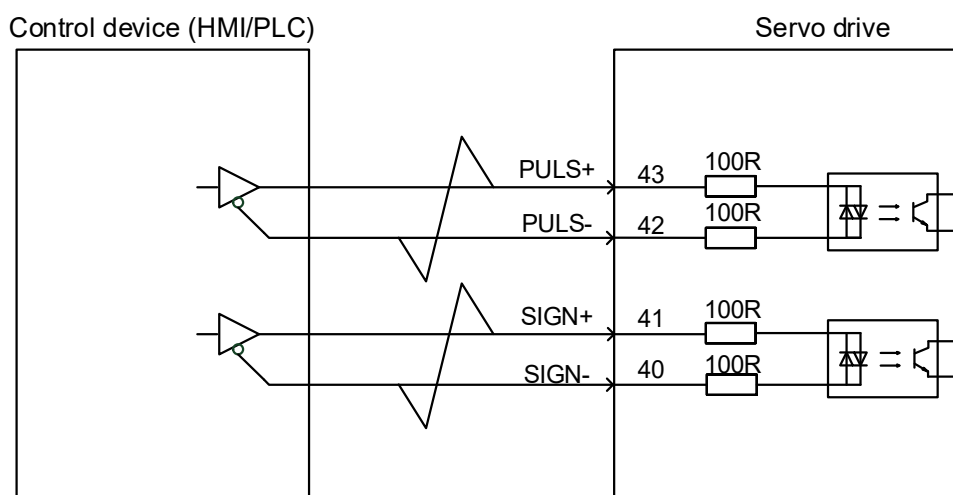 Control device (HMI/PLC)
Servo drive
PULS+
43
100R
PULS-
42
100R
SIGN+
41
100R
SIGN-
40
100R